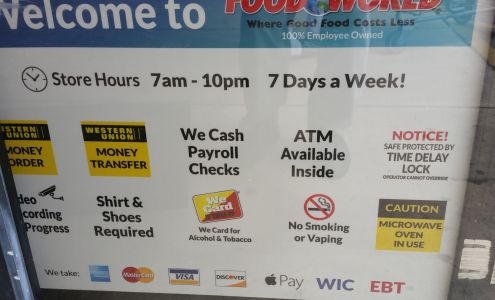 Welcome to
FOOD WORLD
Where Good Food Costs Less
100% Employee Owned
Store Hours 7am - 10pm 7 Days a Week!
ESTERN
UNION
MONEY
ORDER
WESTERN
UNION
MONEY
TRANSFER
We Cash
Payroll
Checks
ATM
Available
Inside
NOTICE!
SAFE PROTECTED BY
TIME DELAY
LOCK
OPERATOR CANNOT OVERRIDE
deo
cording
Progress
Shirt &
Shoes
Required
We
Card
We Card for
Alcohol & Tobacco
No Smoking
or Vaping
CAUTION
MICROWAVE
OVEN
IN USE
We take:
MasterCard
VISA
DISCOVER
Pay
WIC
EBT